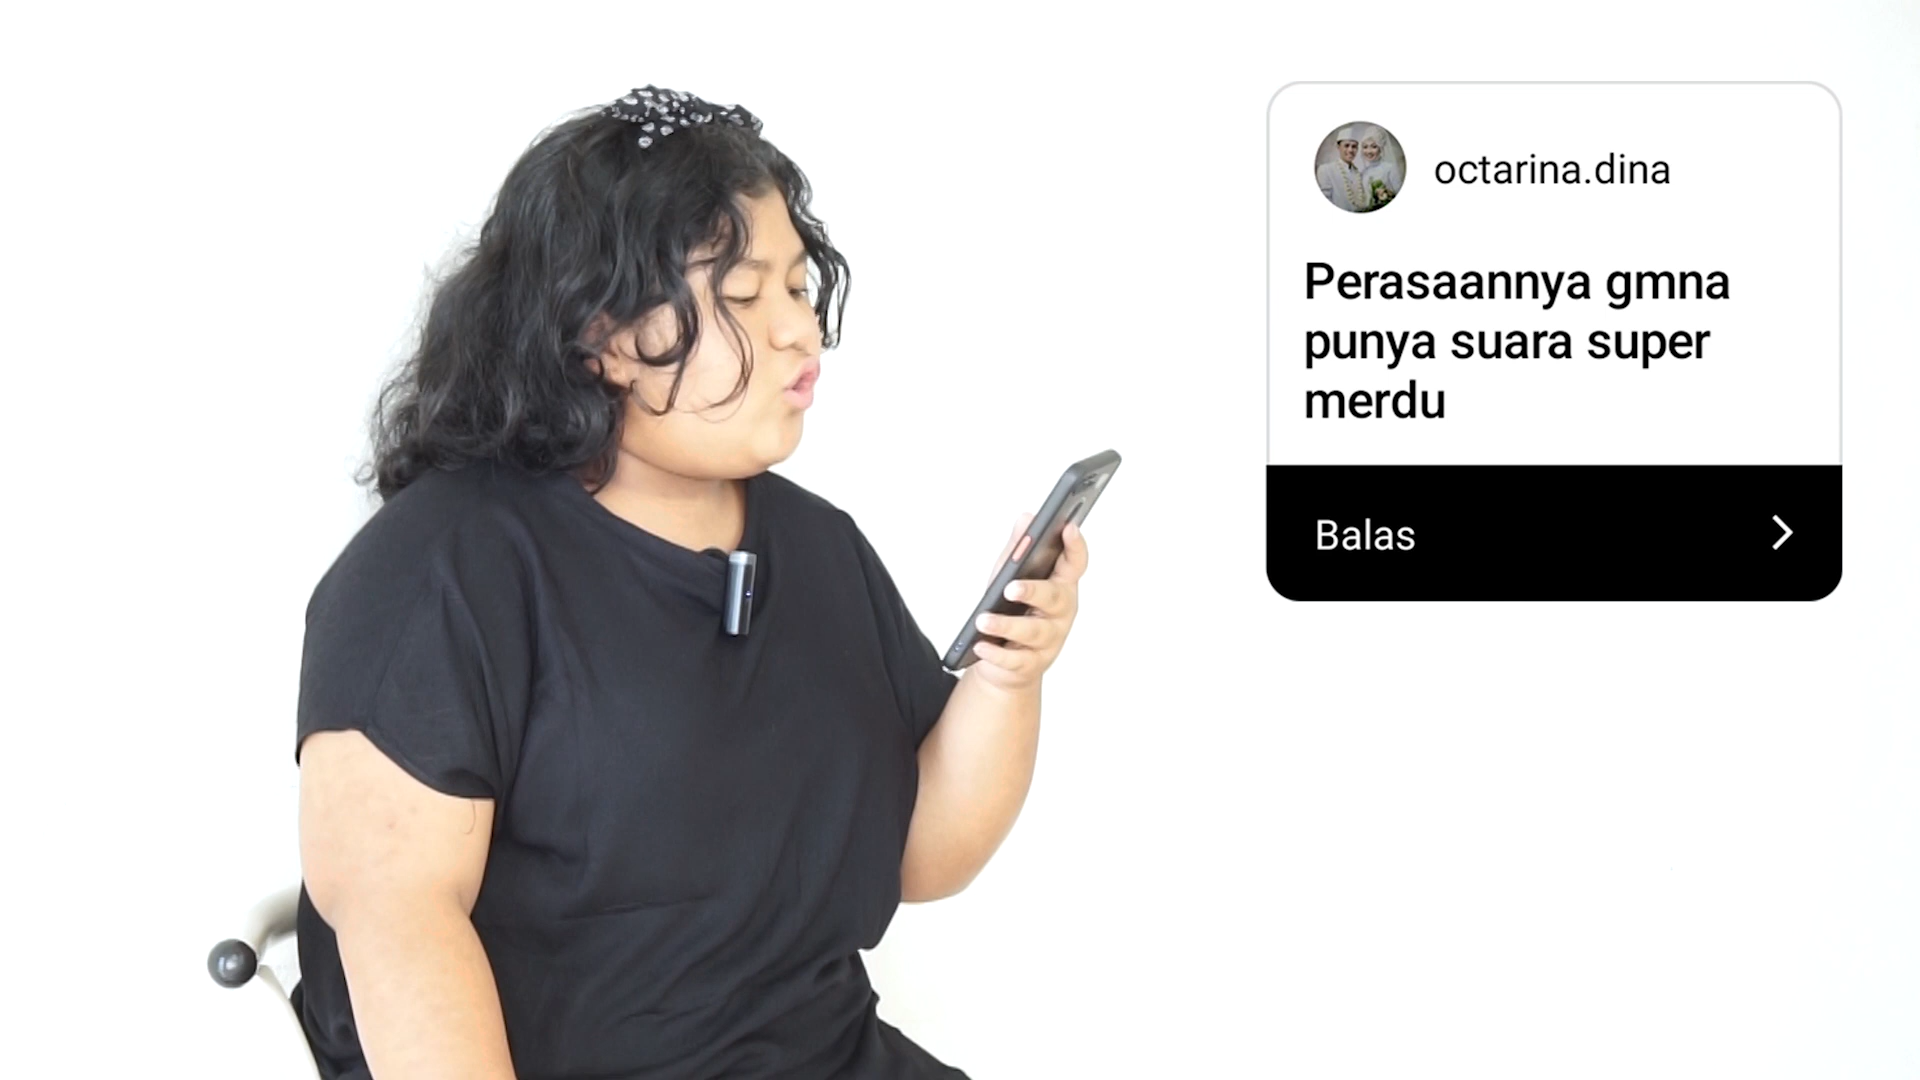 octarina.dina
Perasaannya gmna
punya suara super
merdu
Balas